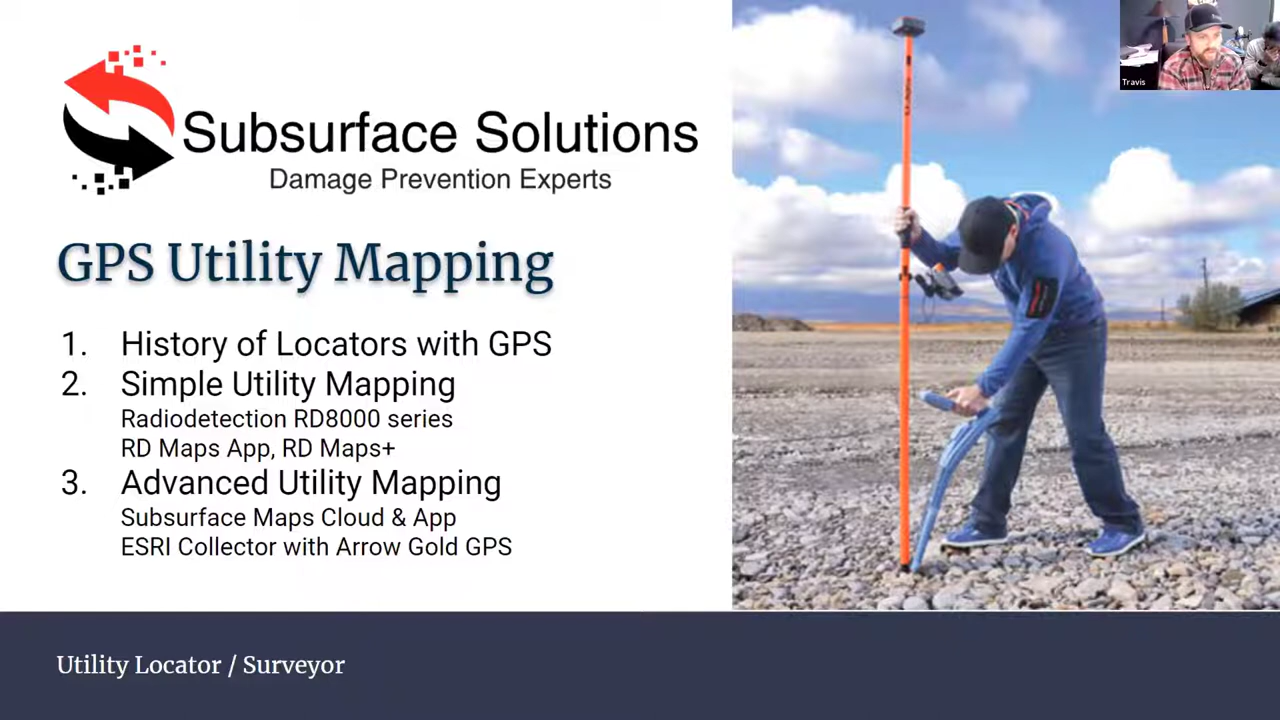 Subsurface Solutions
Damage Prevention Experts
GPS Utility Mapping
1. History of Locators with GPS
2. Simple Utility Mapping
Radiodetection RD8000 series
RD Maps App, RD Maps+
3. Advanced Utility Mapping
Subsurface Maps Cloud & App
ESRI Collector with Arrow Gold GPS
Utility Locator / Surveyor
Travis